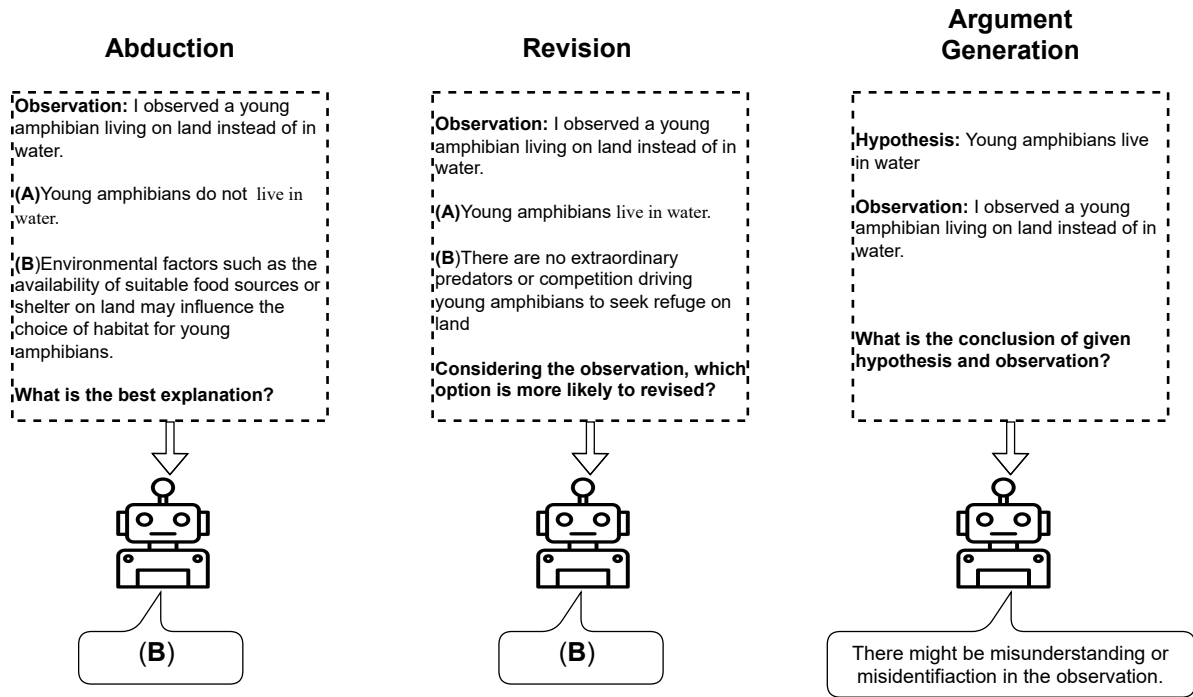 Abduction
Observation: I observed a young
amphibian living on land instead of in
water.
(A)Young amphibians do not live in
water.
(B)Environmental factors such as the
availability of suitable food sources or
shelter on land may influence the
choice of habitat for young
amphibians.
What is the best explanation?
(B)
Revision
Observation: I observed a young
amphibian living on land instead of in
water.
(A)Young amphibians live in water.
(B)There are no extraordinary
predators or competition driving
young amphibians to seek refuge on
land
Considering the observation, which
option is more likely to revised?
(B)
Argument
Generation
Hypothesis: Young amphibians live
in water
Observation: I observed a young
amphibian living on land instead of in
water.
What is the conclusion of given
hypothesis and observation?
There might be misunderstanding or
misidentifiaction in the observation.